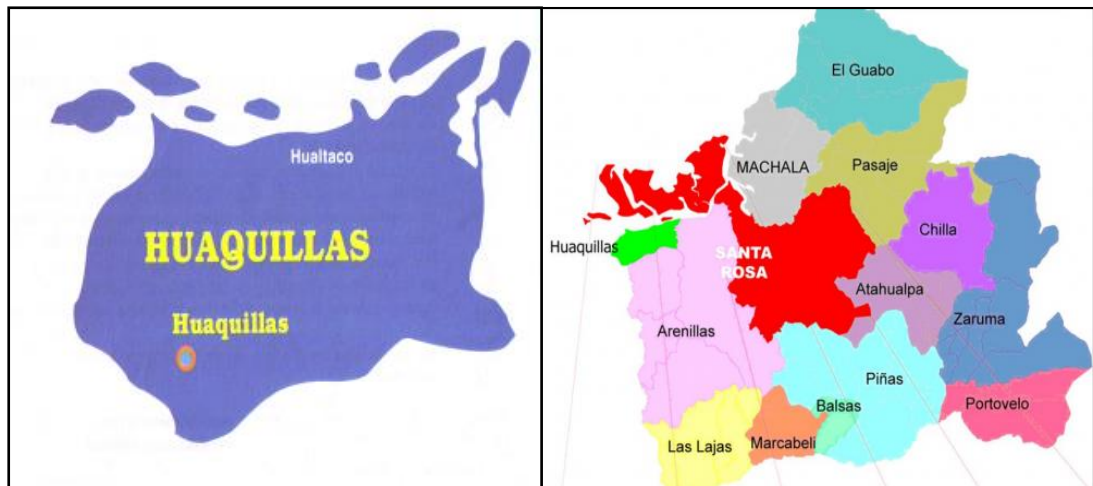 Hualtaco
HUAQUILLAS
Huaquillas
El Guabo
MACHALA
Pasaje
Chilla
Huaquillas
SANTA
ROSA
Atahualpa
Arenillas
Zaruma
Piñas
Balsas
Portovelo
Las Lajas
Marcabeli